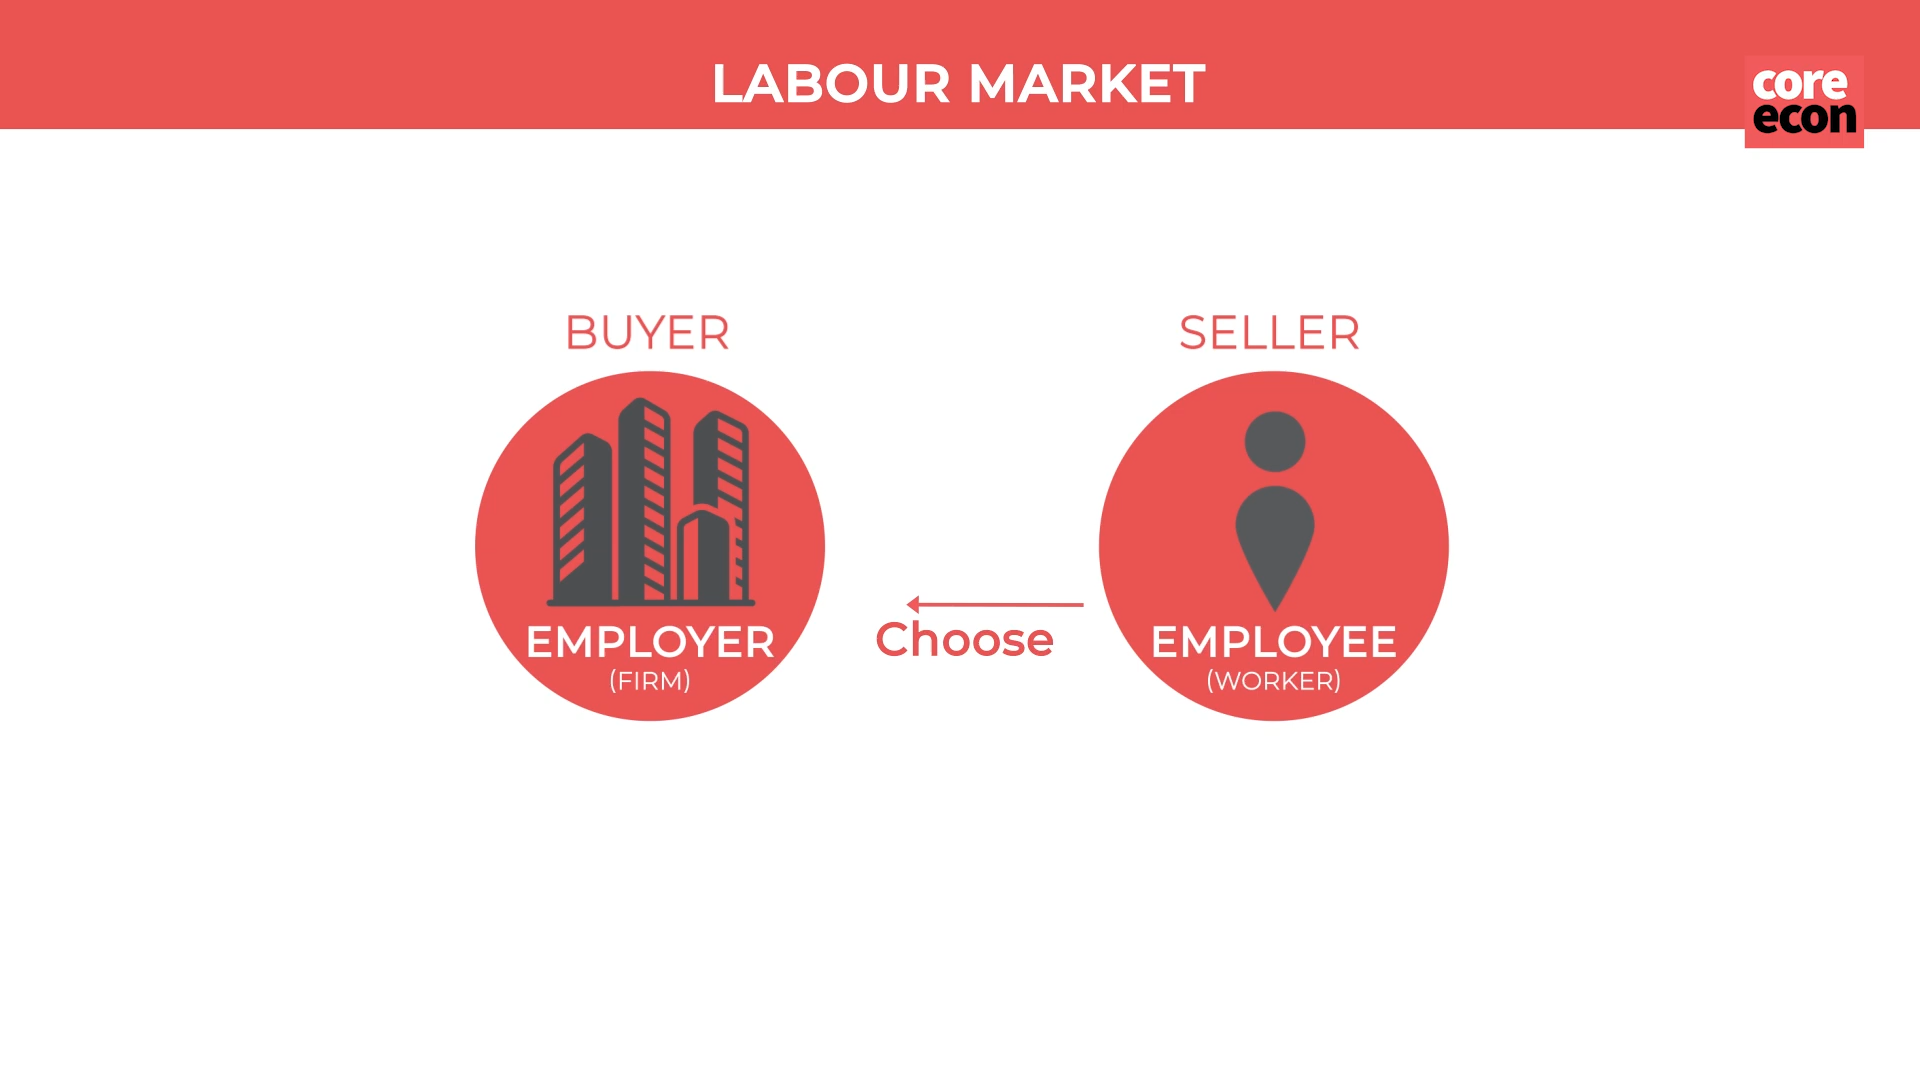 LABOUR MARKET
core
econ
BUYER
SELLER
EMPLOYER
(FIRM)
Choose
EMPLOYEE
(WORKER)